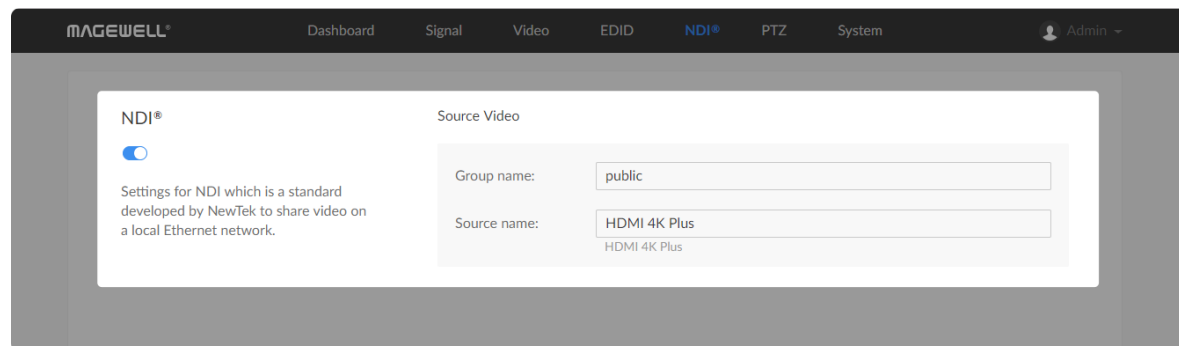 MAGEWELL®
Dashboard Signal Video EDID NDI® PTZ System Admin
NDI®
Settings for NDI which is a standard
developed by NewTek to share video on
a local Ethernet network.
Source Video
Group name: public
Source name: HDMI 4K Plus
HDMI 4K Plus